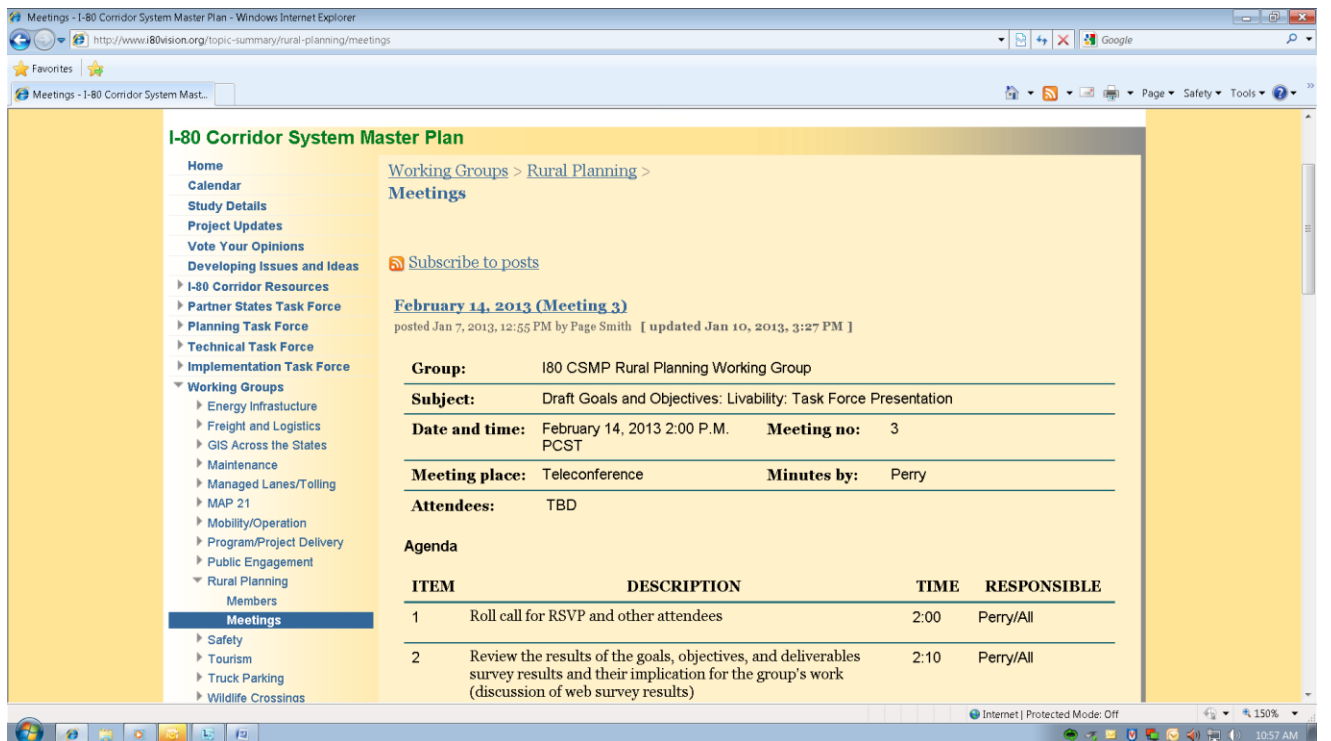 Meetings - I-80 Corridor System Master Plan - Windows Internet Explorer
http://www.i80vision.org/topic-summary/rural-planning/meetings
Google
Favorites
Meetings - I-80 Corridor System Mast...
Page Safety Tools
I-80 Corridor System Master Plan
Home
Calendar
Study Details
Project Updates
Vote Your Opinions
Developing Issues and Ideas
I-80 Corridor Resources
Partner States Task Force
Planning Task Force
Technical Task Force
Implementation Task Force
Working Groups
Energy Infrastucture
Freight and Logistics
GIS Across the States
Maintenance
Managed Lanes/Tolling
MAP 21
Mobility/Operation
Program/Project Delivery
Public Engagement
Rural Planning
Members
Meetings
Safety
Tourism
Truck Parking
Wildlife Crossings
Working Groups > Rural Planning >
Meetings
Subscribe to posts
February 14, 2013 (Meeting 3)
posted Jan 7, 2013, 12:55 PM by Page Smith [ updated Jan 10, 2013, 3:27 PM ]
Group: I80 CSMP Rural Planning Working Group
Subject: Draft Goals and Objectives: Livability: Task Force Presentation
Date and time: February 14, 2013 2:00 P.M. Meeting no: 3
PCST
Meeting place: Teleconference Minutes by: Perry
Attendees: TBD
Agenda
ITEM DESCRIPTION TIME RESPONSIBLE
1 Roll call for RSVP and other attendees 2:00 Perry/All
2 Review the results of the goals, objectives, and deliverables 2:10 Perry/All
survey results and their implication for the group's work
(discussion of web survey results)
Internet | Protected Mode: Off 150%
10:57 AM